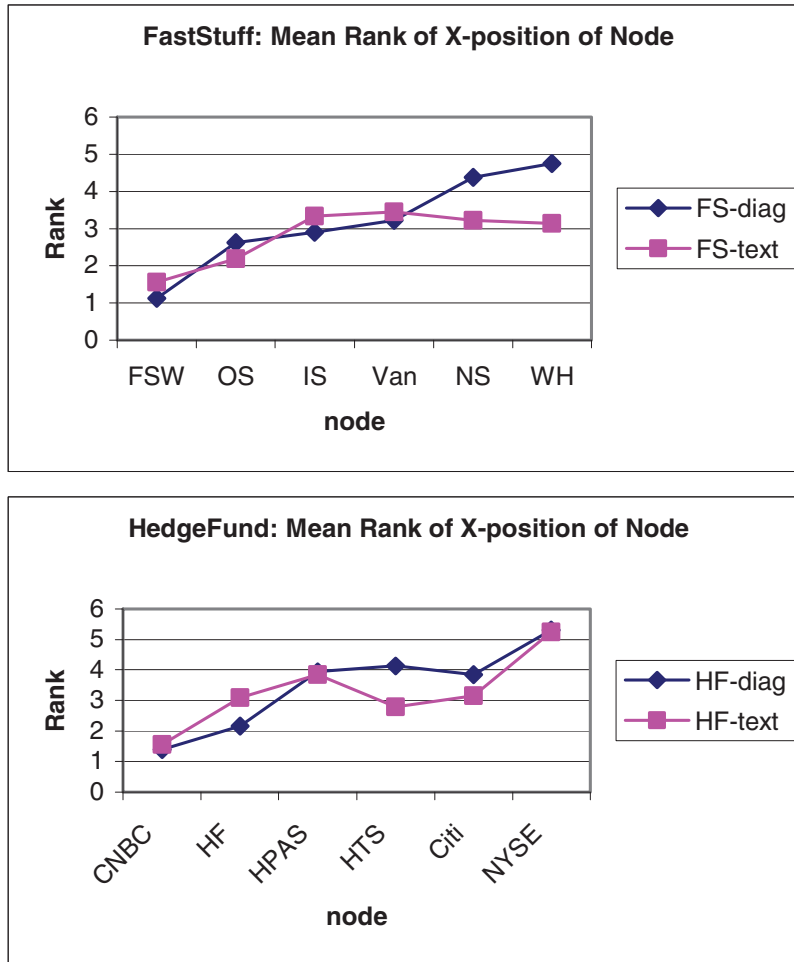 FastStuff: Mean Rank of X-position of Node
6
5
4
3
2
1
0
Rank
FSW OS IS Van NS WH
node
FS-diag
FS-text
HedgeFund: Mean Rank of X-position of Node
6
5
4
3
2
1
0
Rank
CNBC HF HPAS HTS Citi NYSE
node
HF-diag
HF-text